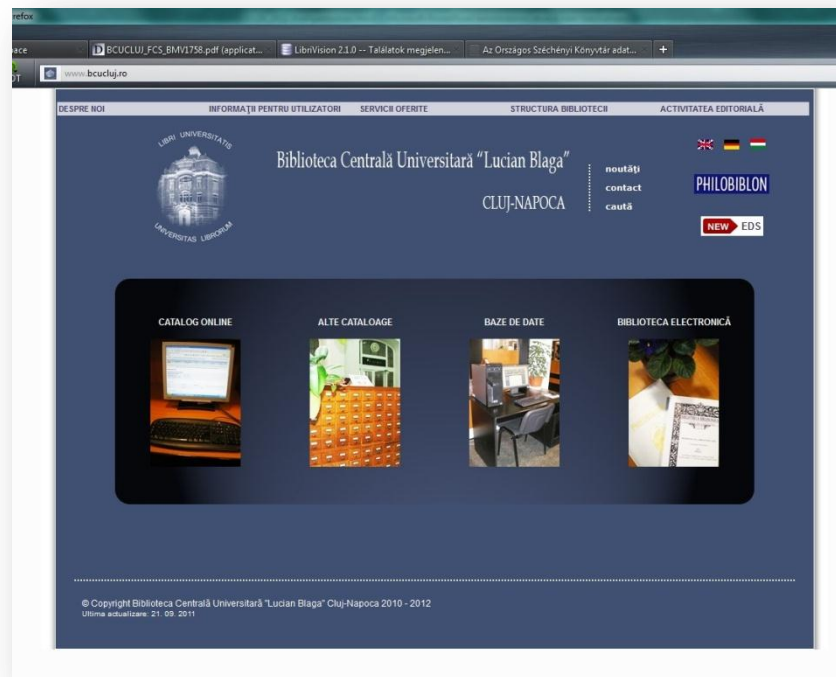 refox
ace
BCUCLUJ_FCS_BMV1758.pdf (applicat...
LibriVision 2.1.0 -- Találatok megjelen...
Az Országos Széchényi Könyvtár adat...
+
www.bcucluj.ro
DESPRE NOI
INFORMAŢII PENTRU UTILIZATORI
SERVICII OFERITE
STRUCTURA BIBLIOTECII
ACTIVITATEA EDITORIALĂ
LIBRI UNIVERSITATIS
UNIVERSITAS LIBRORUM
Biblioteca Centrală Universitară “Lucian Blaga”
CLUJ-NAPOCA
noutăţi
contact
caută
PHILOBIBLON
NEW EDS
CATALOG ONLINE
ALTE CATALOAGE
BAZE DE DATE
BIBLIOTECA ELECTRONICĂ
© Copyright Biblioteca Centrală Universitară "Lucian Blaga" Cluj-Napoca 2010 - 2012
Ultima actualizare: 21. 09. 2011